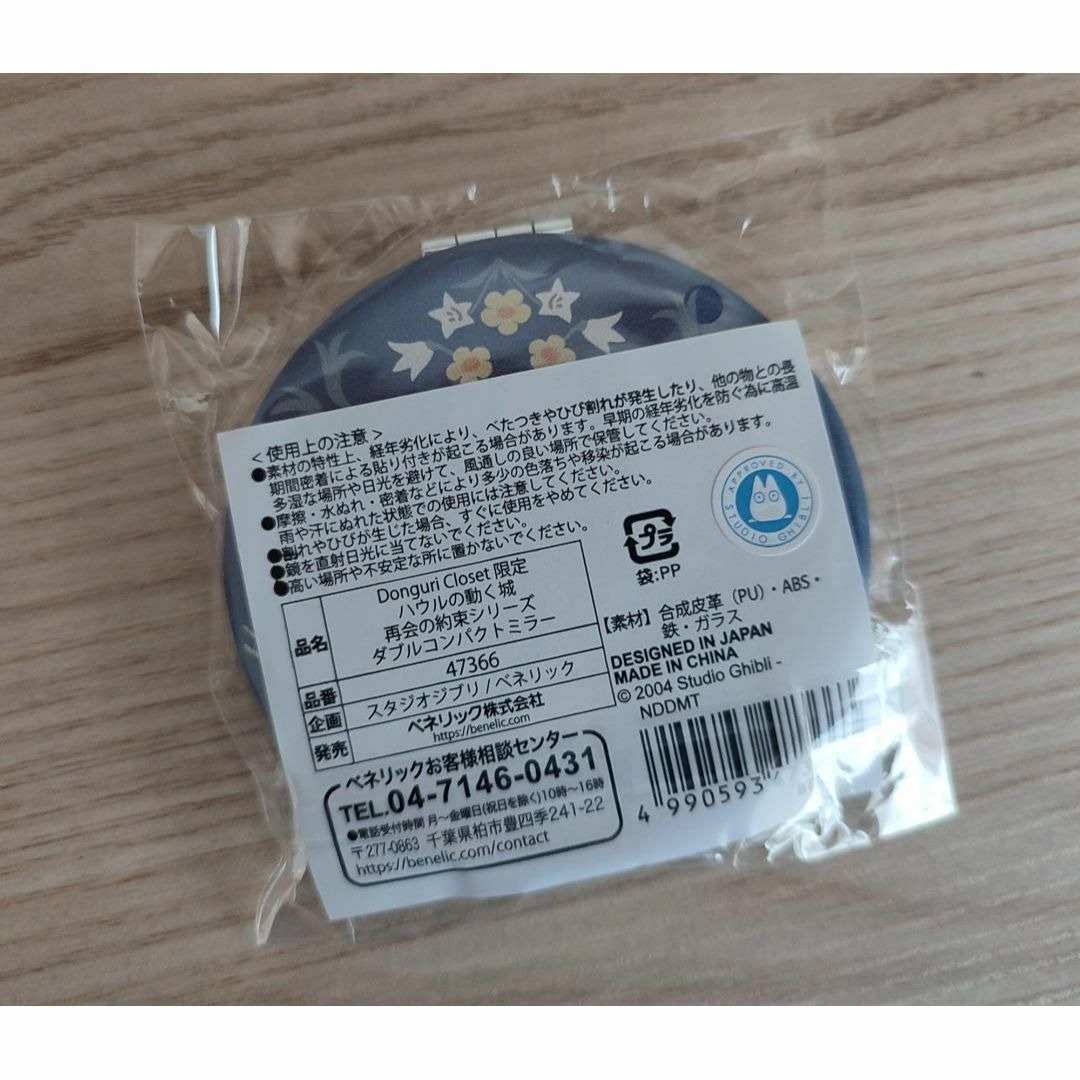 <使用上の注意>
●素材の特性上、経年劣化により、べたつきやひび割れが発生したり、他の物との長
期間密着による貼り付きが起こる場合があります。早期の経年劣化を防ぐ為に高温
多湿な場所や日光を避けて、風通しの良い場所で保管してください。
●摩擦・水ぬれ・密着などにより多少の色落ちや移染が起こる場合があります。
雨や汗にぬれた状態での使用には注意してください。
●割れやひびが生じた場合、すぐに使用をやめてください。
●鏡を直射日光に当てないでください。
●高い場所や不安定な所に置かないでください。
品名
Donguri Closet 限定
ハウルの動く城
再会の約束シリーズ
ダブルコンパクトミラー
品番 47366
企画 スタジオジブリ/ベネリック
発売 ベネリック株式会社
https://benelic.com
ベネリックお客様相談センター
TEL.04-7146-0431
●電話受付時間 月~金曜日(祝日を除く)10時~16時
〒277-0863 千葉県柏市豊四季241-22
https://benelic.com/contact
APPROVED BY
STUDIO GHIBLI
プラ
袋:PP
【素材】合成皮革(PU)・ABS・
鉄・ガラス
DESIGNED IN JAPAN
MADE IN CHINA
© 2004 Studio Ghibli -
NDDMT
4 990593